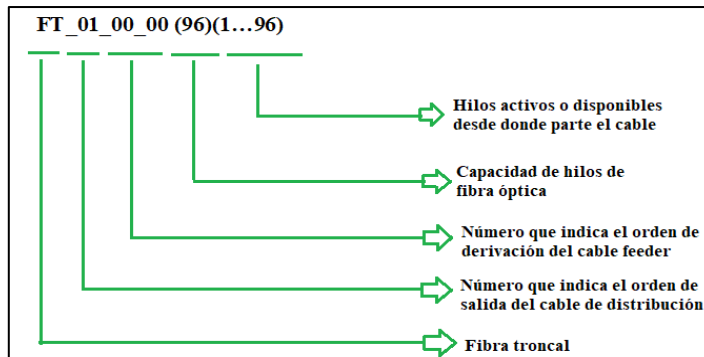 FT_01_00_00 (96)(1…96)
Hilos activos o disponibles
desde donde parte el cable
Capacidad de hilos de
fibra óptica
Número que indica el orden de
derivación del cable feeder
Número que indica el orden de
salida del cable de distribución
Fibra troncal